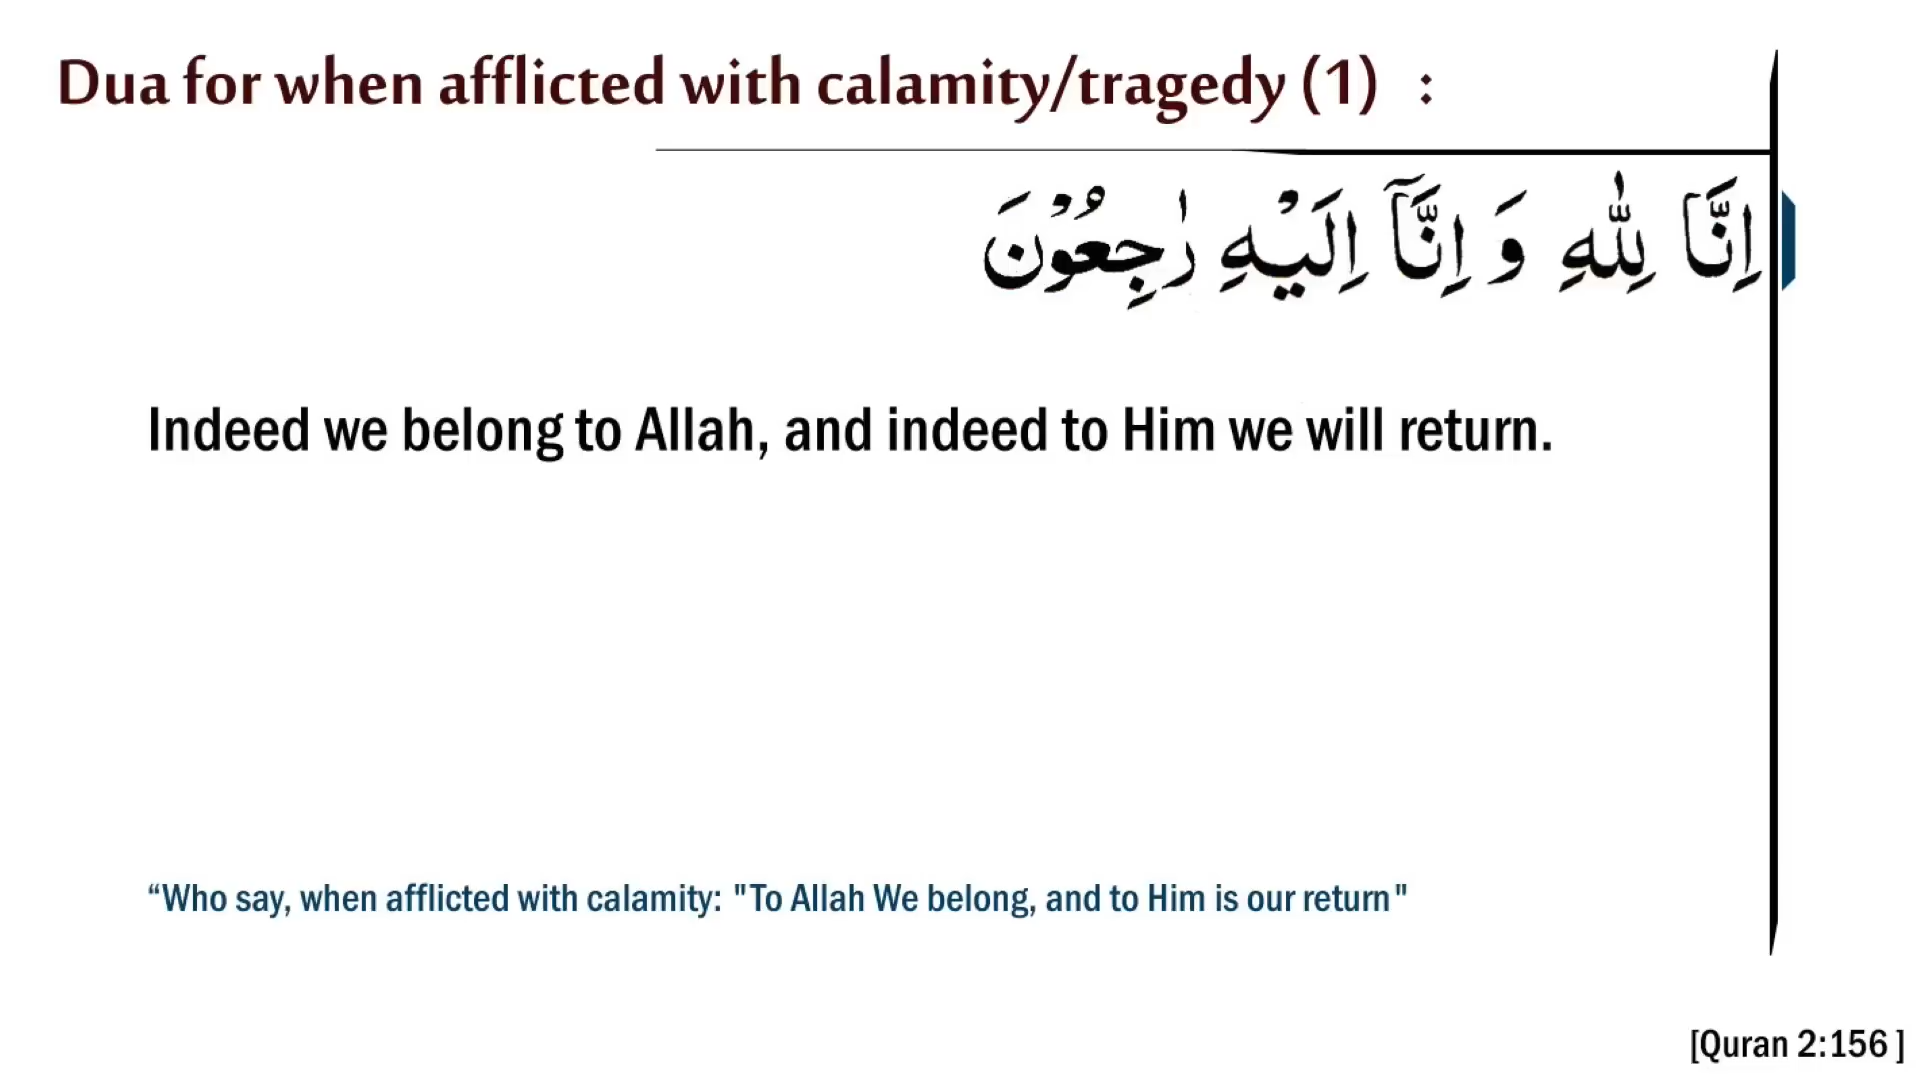 Dua for when afflicted with calamity/tragedy (1) :
اِنَّا لِلّٰهِ وَ اِنَّاۤ اِلَيْهِ رٰجِعُوْنَ
Indeed we belong to Allah, and indeed to Him we will return.
“Who say, when afflicted with calamity: "To Allah We belong, and to Him is our return"
[Quran 2:156 ]